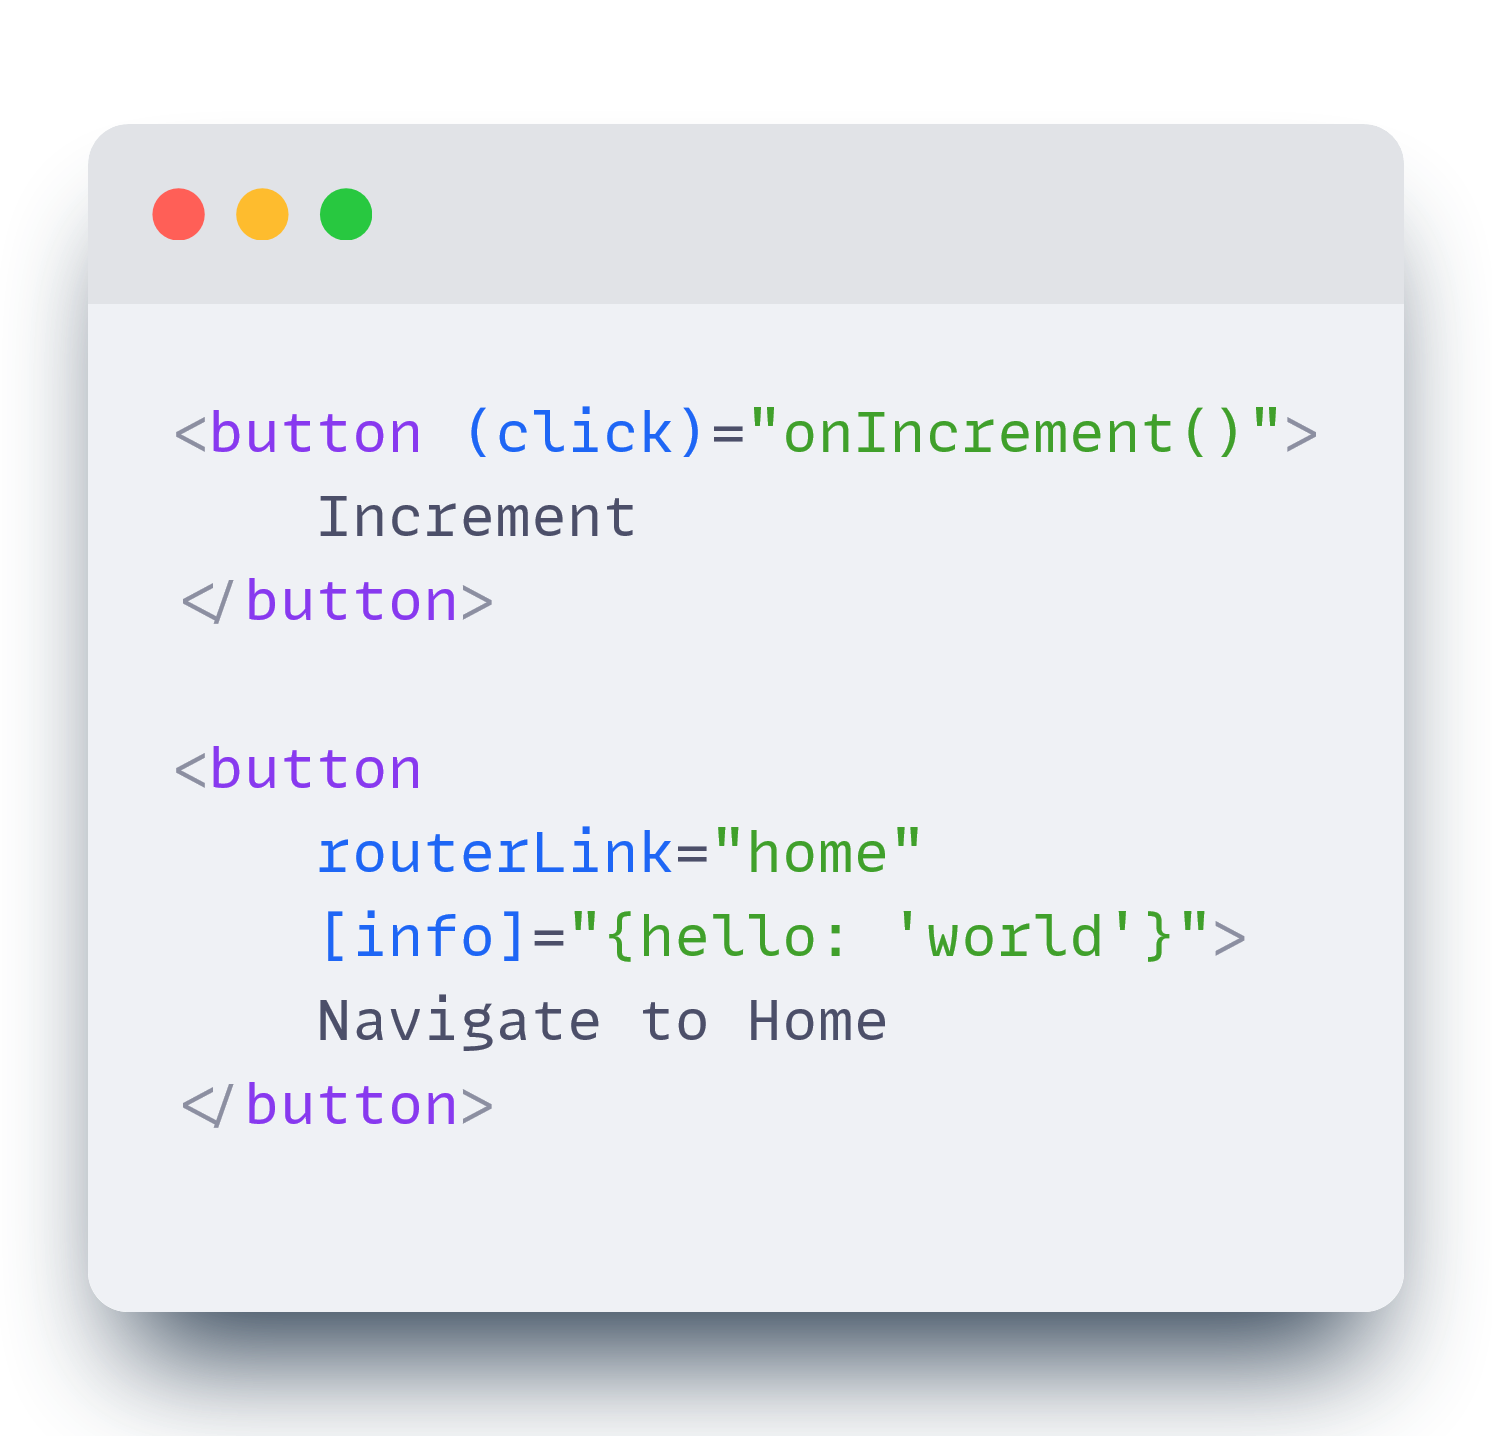 <button (click)="onIncrement()">
    Increment
</button>

<button
    routerLink="home"
    [info]="{hello: 'world'}">
    Navigate to Home
</button>